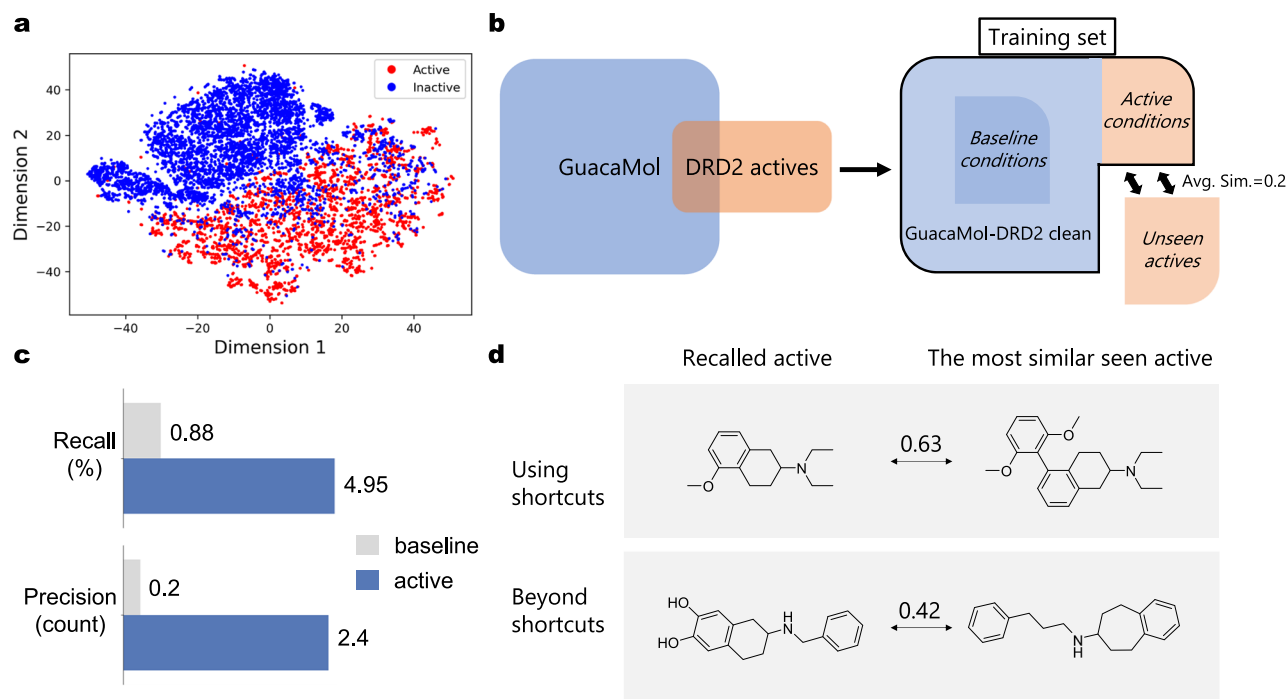 a
Active
Inactive
40
20
0
−20
−40
−40
−20
0
20
40
Dimension 2
Dimension 1
b
GuacaMol
DRD2 actives
Training set
Baseline
conditions
Active
conditions
GuacaMol-DRD2 clean
Avg. Sim.=0.2
Unseen
actives
c
Recall
(%)
0.88
4.95
baseline
active
Precision
(count)
0.2
2.4
d
Recalled active
The most similar seen active
Using
shortcuts
O
N
0.63
O
O
N
Beyond
shortcuts
HO
HO
H
N
0.42
N
H